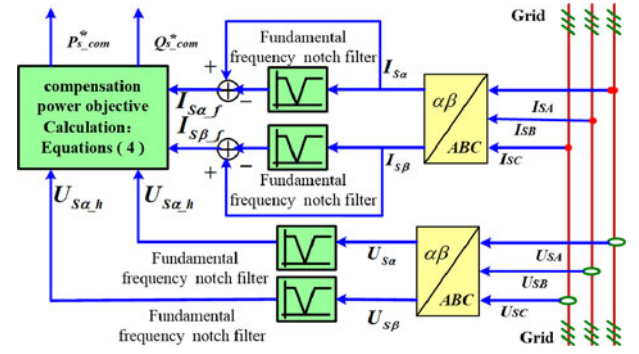 Grid
P*s_com
Q*s_com
Fundamental
frequency notch filter
ISα
compensation
power objective
Calculation:
Equations ( 4 )
+
−
ISα_f
ISβ_f
αβ
ABC
ISA
ISB
ISC
−
+
ISβ
Fundamental
frequency notch filter
USα_h
USα_h
Fundamental
frequency notch filter
USα
αβ
ABC
USA
USB
USC
Fundamental
frequency notch filter
USβ
Grid